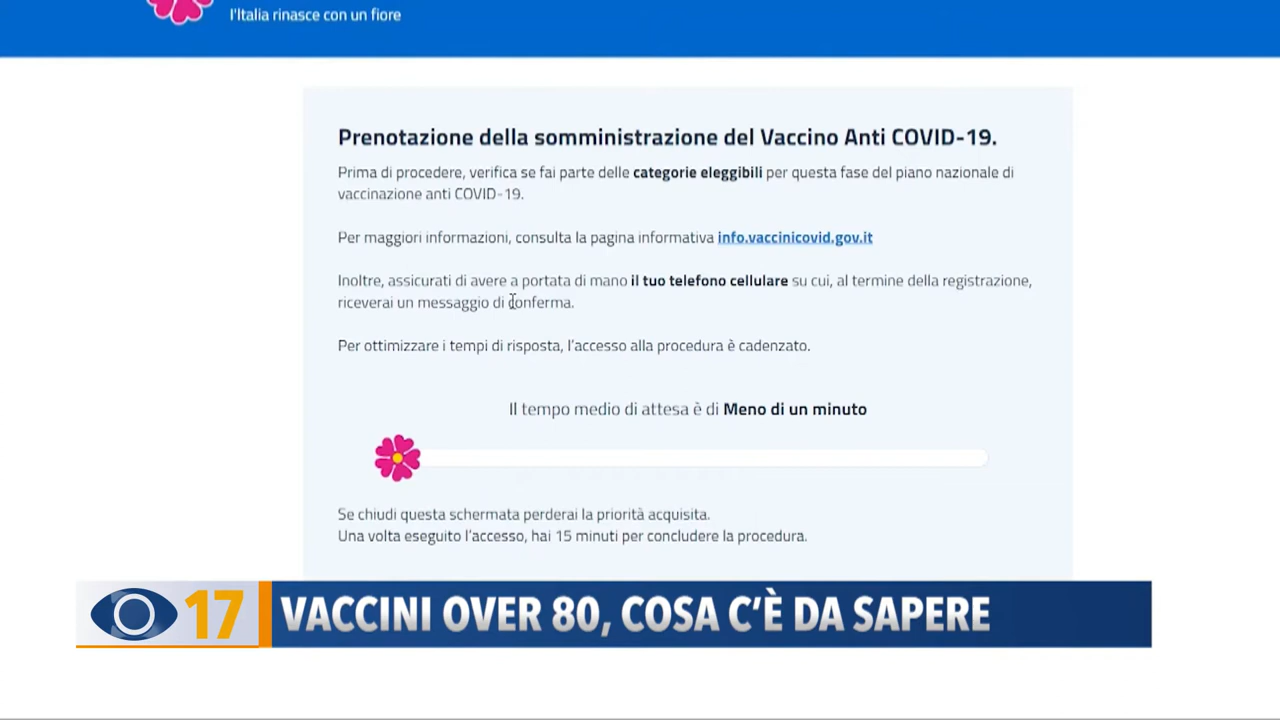 l'Italia rinasce con un fiore
Prenotazione della somministrazione del Vaccino Anti COVID-19.
Prima di procedere, verifica se fai parte delle categorie eleggibili per questa fase del piano nazionale di
vaccinazione anti COVID-19.
Per maggiori informazioni, consulta la pagina informativa info.vaccinicovid.gov.it
Inoltre, assicurati di avere a portata di mano il tuo telefono cellulare su cui, al termine della registrazione,
riceverai un messaggio di conferma.
Per ottimizzare i tempi di risposta, l'accesso alla procedura è cadenzato.
Il tempo medio di attesa è di Meno di un minuto
Se chiudi questa schermata perderai la priorità acquisita.
Una volta eseguito l'accesso, hai 15 minuti per concludere la procedura.
17 VACCINI OVER 80, COSA C'È DA SAPERE